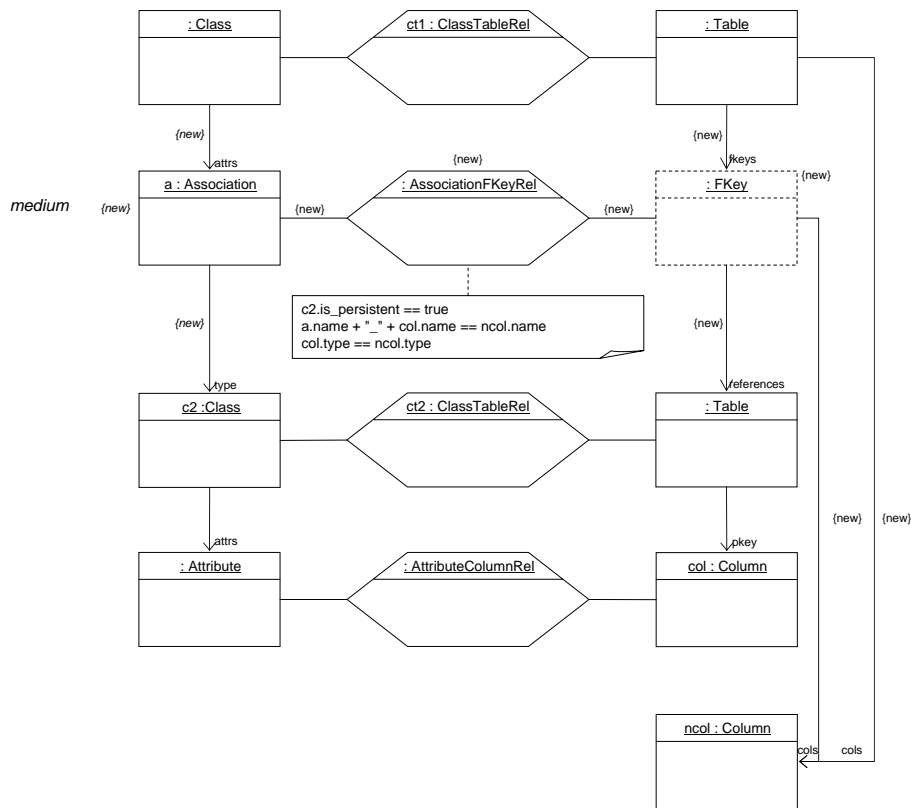 : Class
ct1 : ClassTableRel
: Table
{new}
{new}
attrs
{new}
fkeys
medium
{new}
a : Association
{new}
: AssociationFKeyRel
{new}
: FKey
{new}
c2.is_persistent == true
a.name + "_" + col.name == ncol.name
col.type == ncol.type
{new}
{new}
type
references
c2 :Class
ct2 : ClassTableRel
: Table
{new}
{new}
attrs
pkey
: Attribute
: AttributeColumnRel
col : Column
ncol : Column
cols
cols